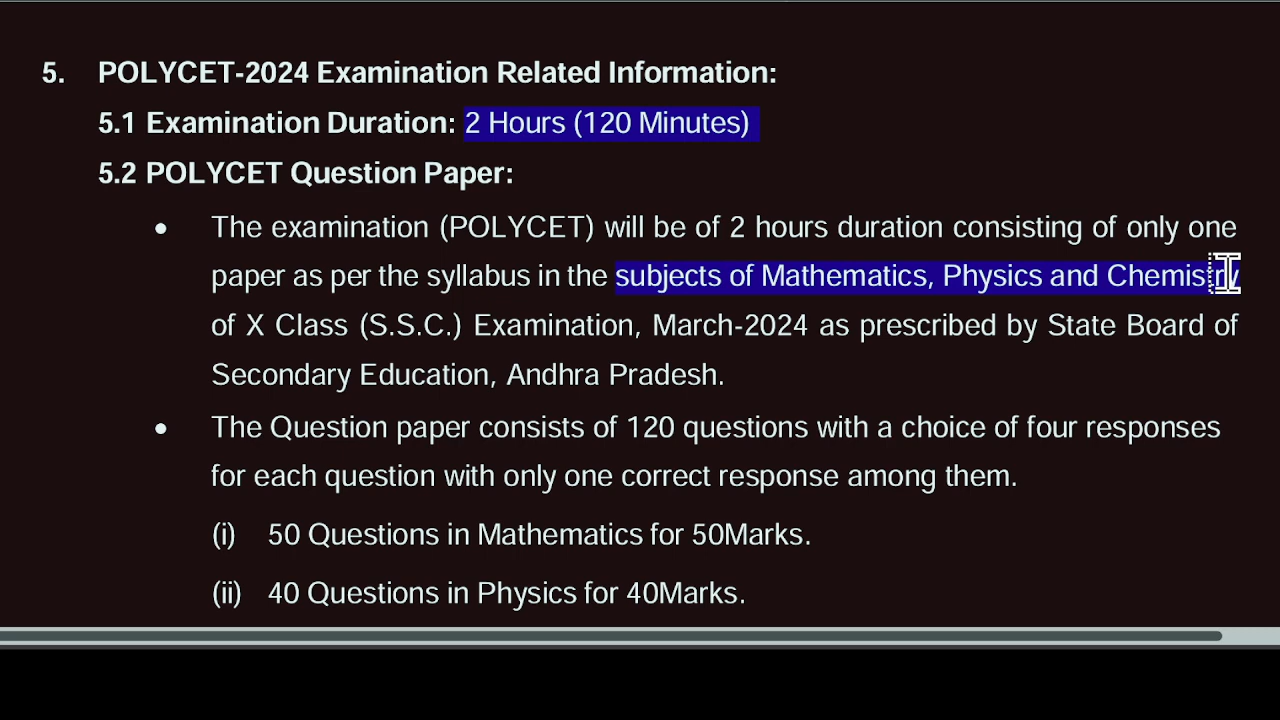 5. POLYCET-2024 Examination Related Information:
5.1 Examination Duration: 2 Hours (120 Minutes)
5.2 POLYCET Question Paper:
• The examination (POLYCET) will be of 2 hours duration consisting of only one
paper as per the syllabus in the subjects of Mathematics, Physics and Chemistry
of X Class (S.S.C.) Examination, March-2024 as prescribed by State Board of
Secondary Education, Andhra Pradesh.
• The Question paper consists of 120 questions with a choice of four responses
for each question with only one correct response among them.
(i) 50 Questions in Mathematics for 50Marks.
(ii) 40 Questions in Physics for 40Marks.